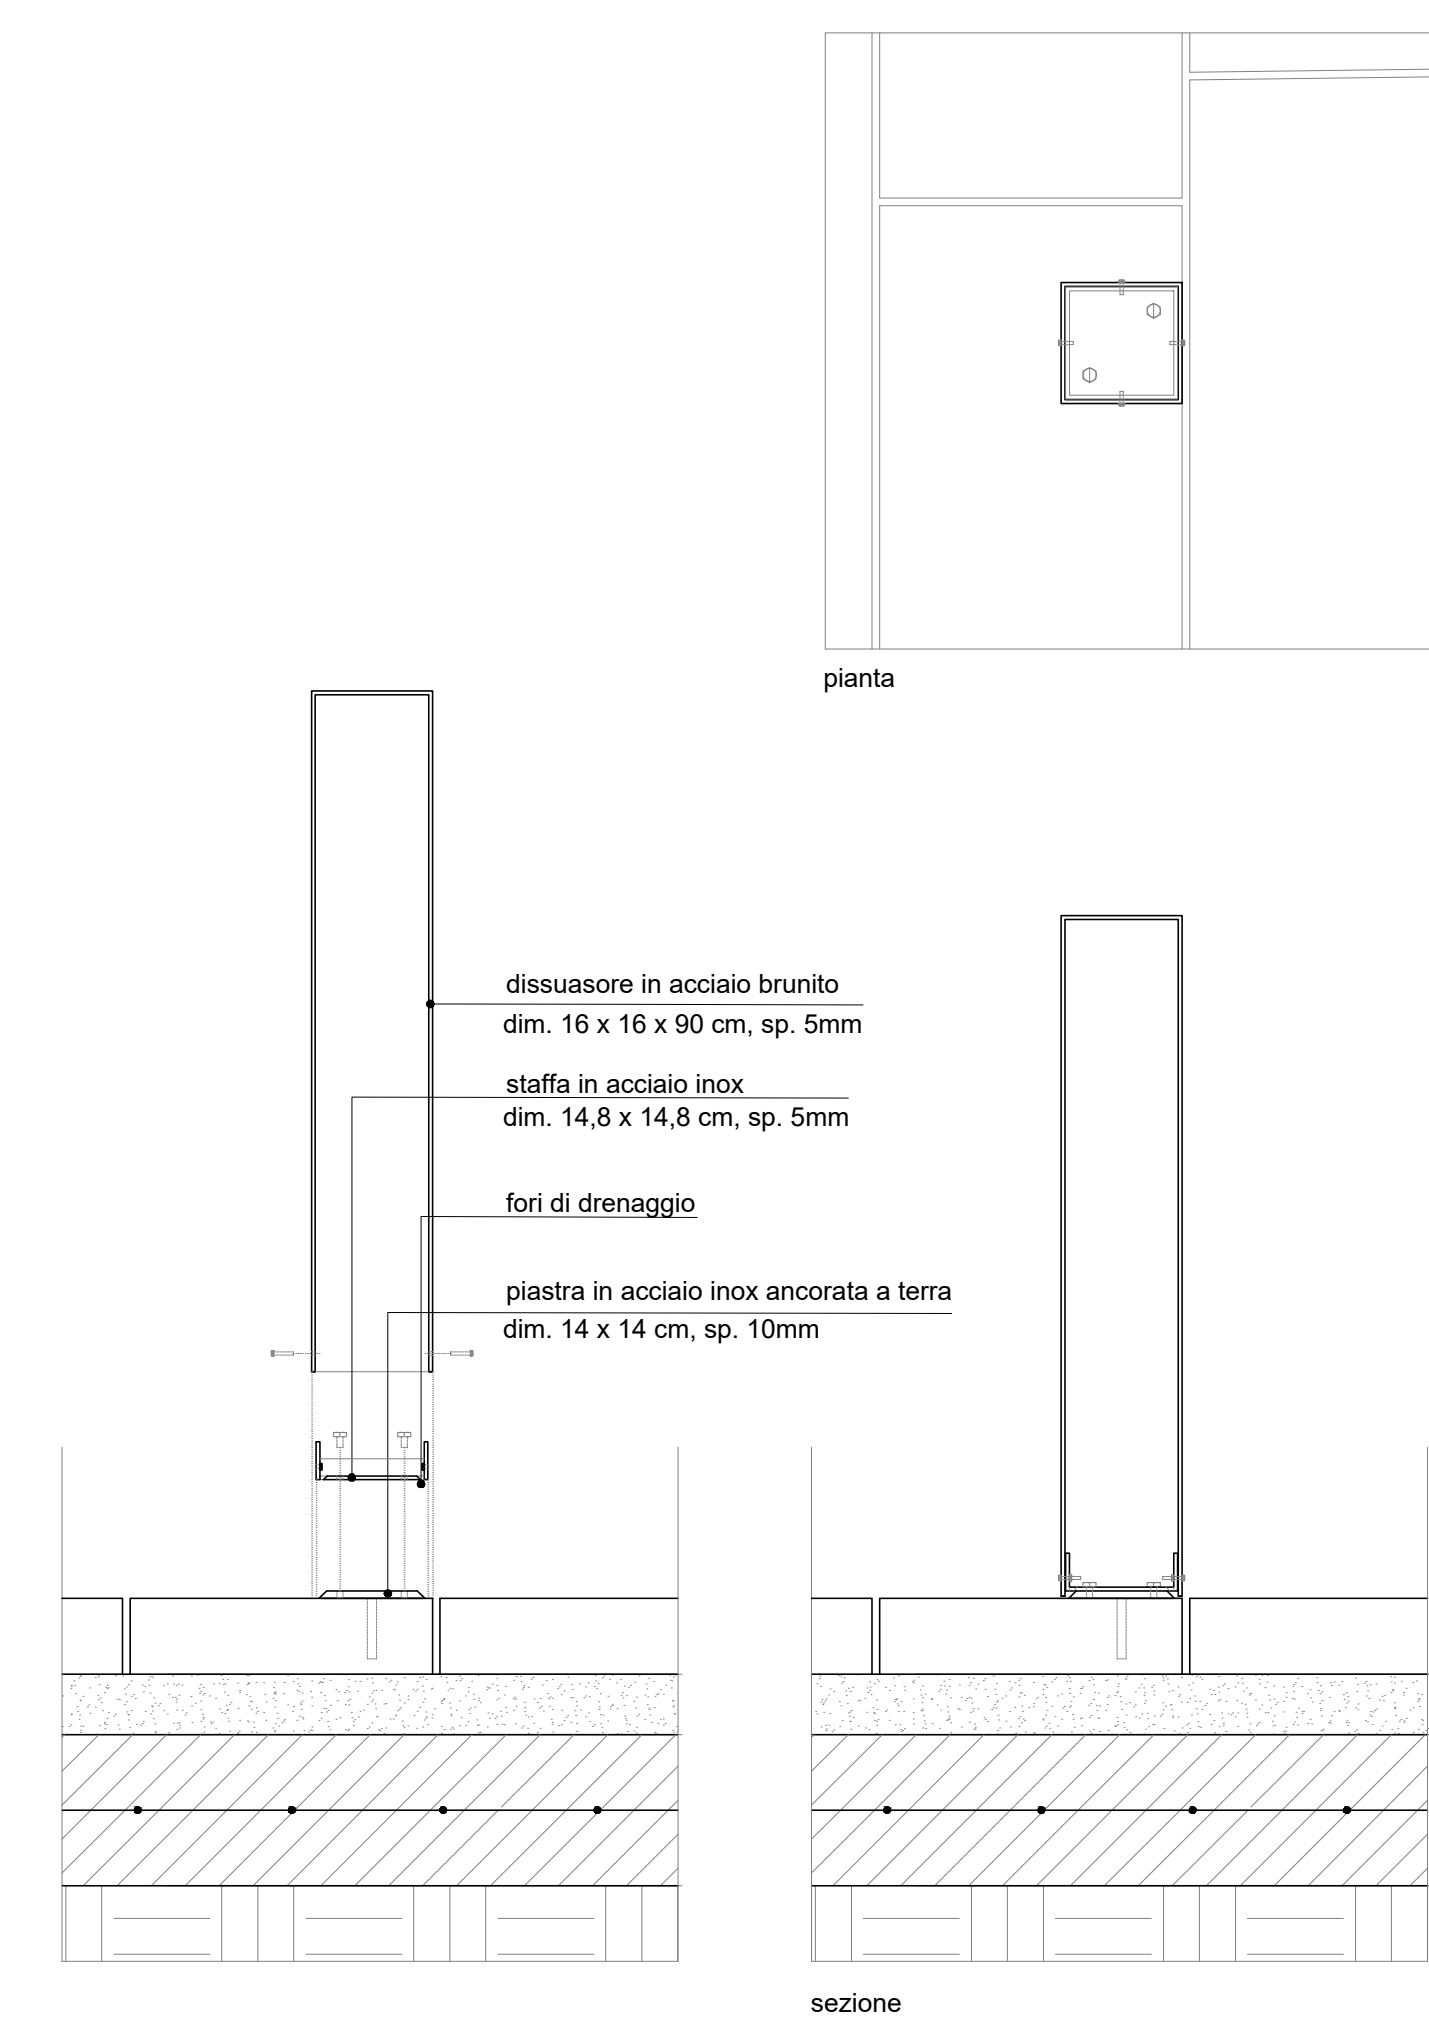 pianta
dissuasore in acciaio brunito
dim. 16 x 16 x 90 cm, sp. 5mm
staffa in acciaio inox
dim. 14,8 x 14,8 cm, sp. 5mm
fori di drenaggio
piastra in acciaio inox ancorata a terra
dim. 14 x 14 cm, sp. 10mm
sezione